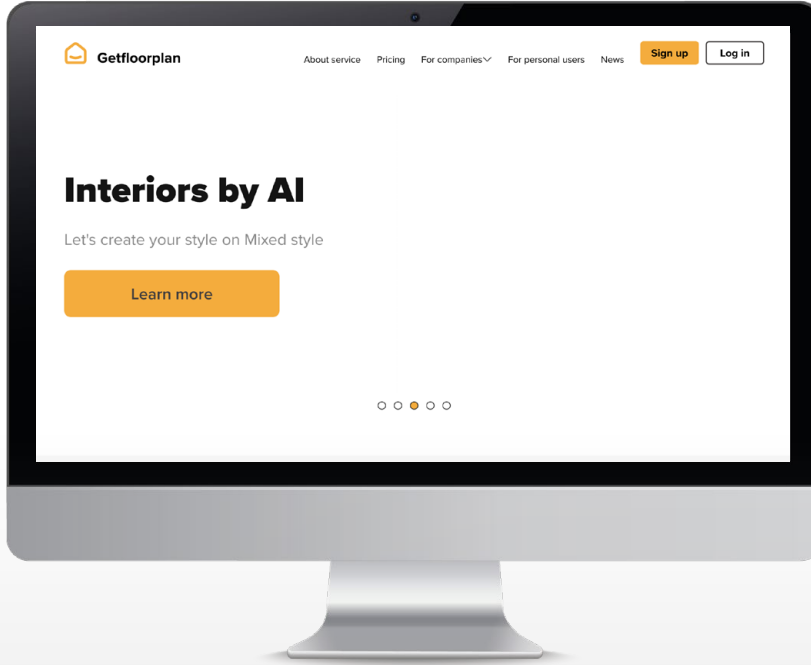 Getfloorplan
About service Pricing For companies For personal users News Sign up Log in
Interiors by AI
Let's create your style on Mixed style
Learn more